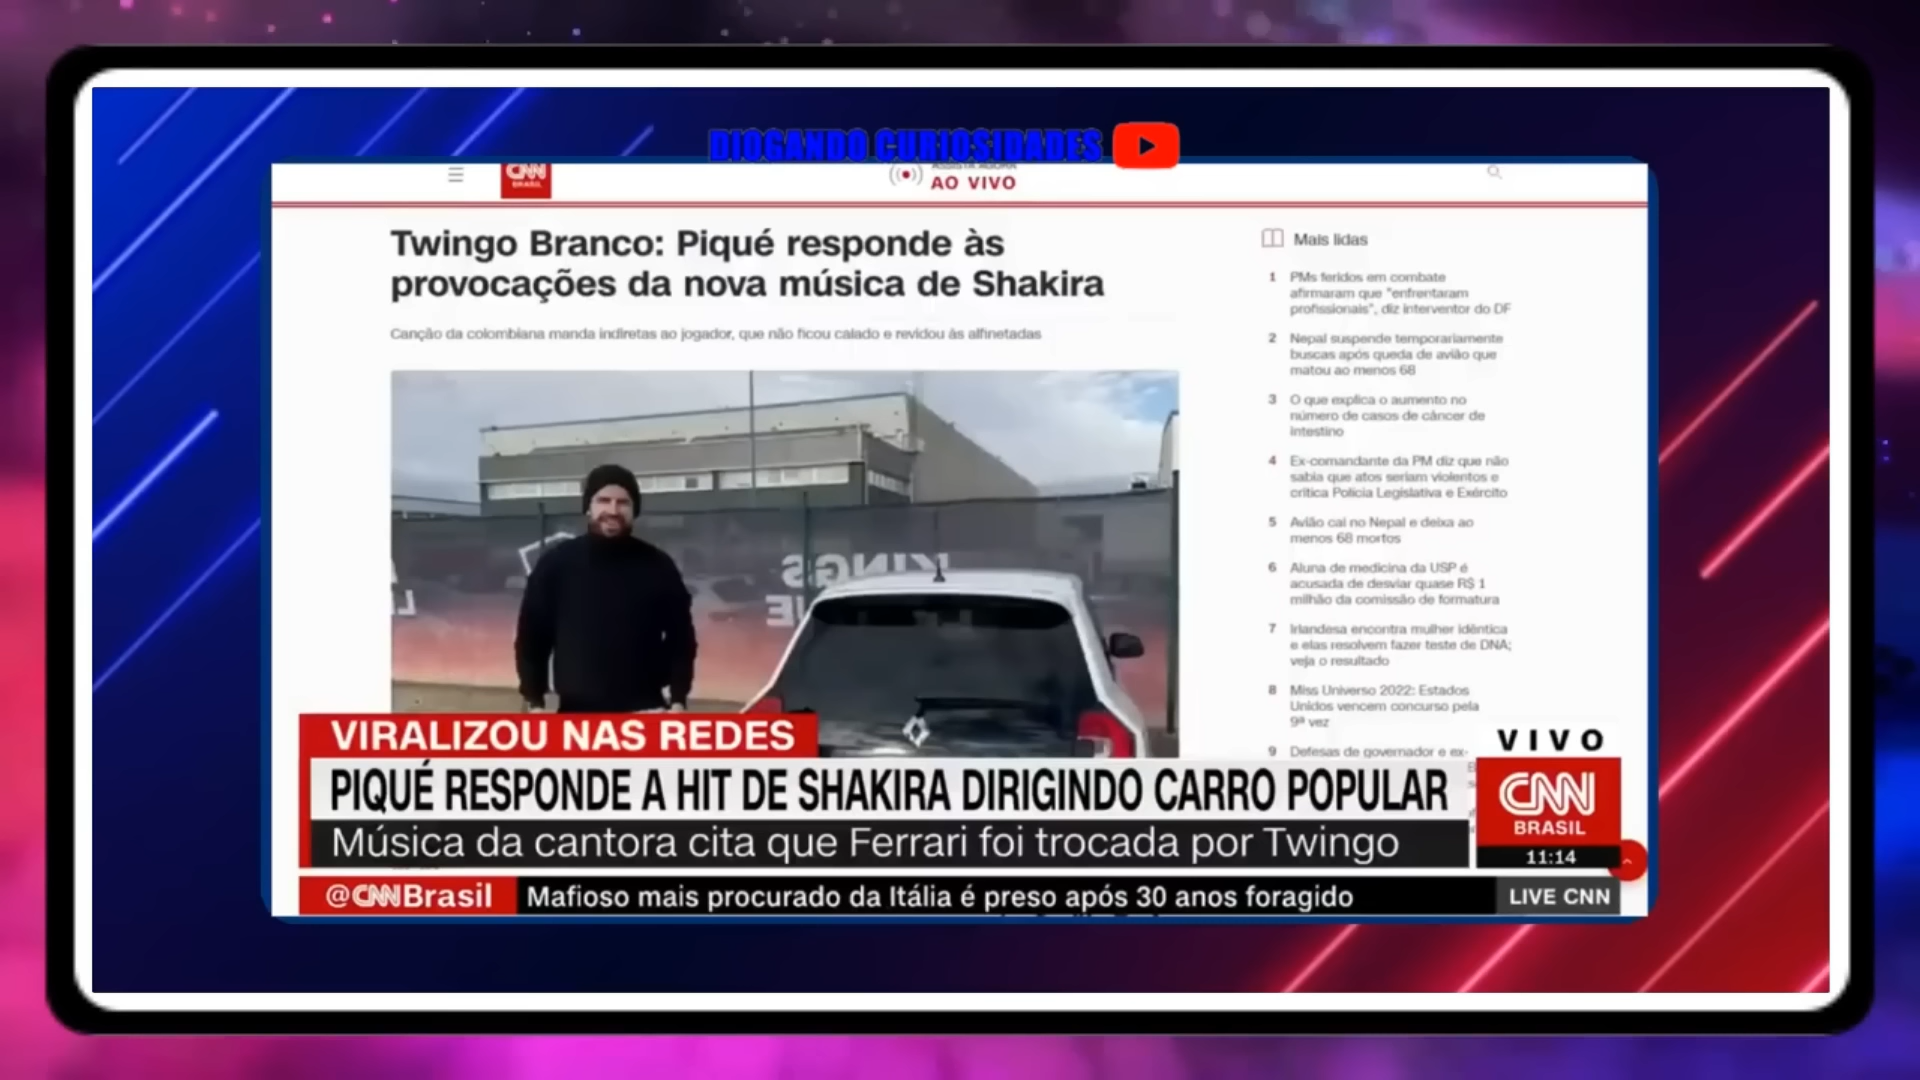 DIOGANDO CURIOSIDADES
CNN
BRASIL
ASSISTA AGORA
AO VIVO
Twingo Branco: Piqué responde às
provocações da nova música de Shakira
Canção da colombiana manda indiretas ao jogador, que não ficou calado e revidou às alfinetadas
Mais lidas
1 PMs feridos em combate
afirmaram que "enfrentaram
profissionais", diz interventor do DF
2 Nepal suspende temporariamente
buscas após queda de avião que
matou ao menos 68
3 O que explica o aumento no
número de casos de câncer de
intestino
4 Ex-comandante da PM diz que não
sabia que atos seriam violentos e
critica Polícia Legislativa e Exército
5 Avião cai no Nepal e deixa ao
menos 68 mortos
6 Aluna de medicina da USP é
acusada de desviar quase R$ 1
milhão da comissão de formatura
7 Irlandesa encontra mulher idêntica
e elas resolvem fazer teste de DNA;
veja o resultado
8 Miss Universo 2022: Estados
Unidos vencem concurso pela
9ª vez
9 Defesas de governador e ex-
KINGS
VIRALIZOU NAS REDES
PIQUÉ RESPONDE A HIT DE SHAKIRA DIRIGINDO CARRO POPULAR
Música da cantora cita que Ferrari foi trocada por Twingo
VIVO
CNN
BRASIL
11:14
@CNNBrasil Mafioso mais procurado da Itália é preso após 30 anos foragido LIVE CNN